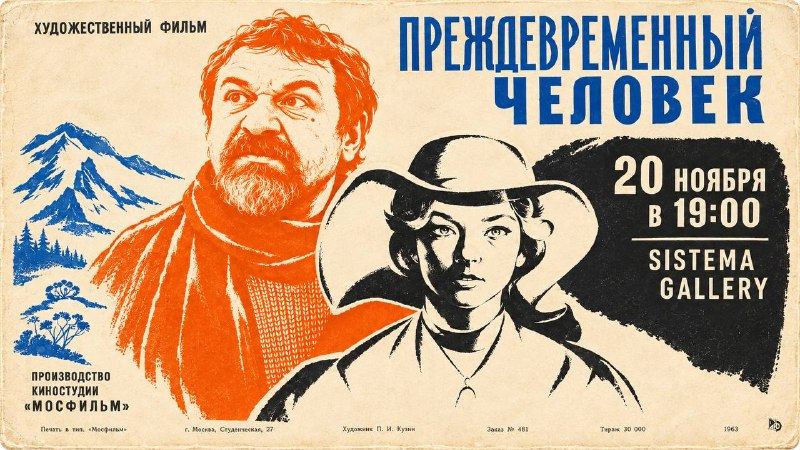 ХУДОЖЕСТВЕННЫЙ ФИЛЬМ
ПРЕЖДЕВРЕМЕННЫЙ
ЧЕЛОВЕК
20 НОЯБРЯ
В 19:00
SISTEMA
GALLERY
ПРОИЗВОДСТВО
КИНОСТУДИИ
«МОСФИЛЬМ»
Печать в тип. «Мосфильм» г. Москва, Студенческая, 27 Художник П. И. Кузин Заказ № 481 Тираж 30 000 1963